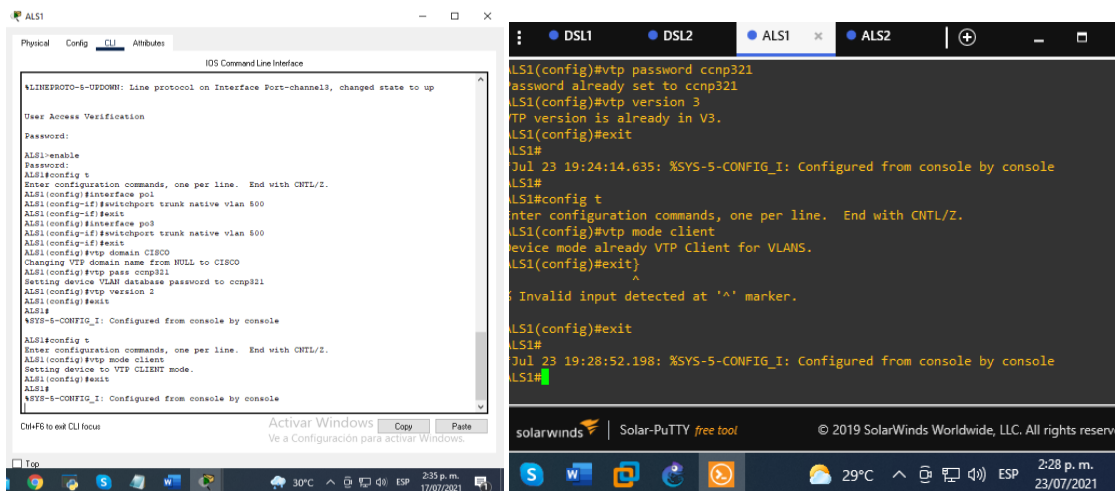 ALS1
Physical Config CLI Attributes
IOS Command Line Interface
%LINEPROTO-5-UPDOWN: Line protocol on Interface Port-channel3, changed state to up
User Access Verification
Password:
ALS1>enable
Password:
ALS1#config t
Enter configuration commands, one per line. End with CNTL/Z.
ALS1(config)#interface po1
ALS1(config-if)#switchport trunk native vlan 500
ALS1(config-if)#exit
ALS1(config)#interface po3
ALS1(config-if)#switchport trunk native vlan 500
ALS1(config-if)#exit
ALS1(config)#vtp domain CISCO
Changing VTP domain name from NULL to CISCO
ALS1(config)#vtp pass ccnp321
Setting device VLAN database password to ccnp321
ALS1(config)#vtp version 2
ALS1(config)#exit
ALS1#
%SYS-5-CONFIG_I: Configured from console by console
ALS1#config t
Enter configuration commands, one per line. End with CNTL/Z.
ALS1(config)#vtp mode client
Setting device to VTP CLIENT mode.
ALS1(config)#exit
ALS1#
%SYS-5-CONFIG_I: Configured from console by console
Ctrl+F6 to exit CLI focus
Activar Windows
Copy Paste
Ve a Configuración para activar Windows.
Top
30°C ESP 2:35 p. m.
17/07/2021
DSL1 DSL2 ALS1 × ALS2
LS1(config)#vtp password ccnp321
assword already set to ccnp321
LS1(config)#vtp version 3
TP version is already in V3.
LS1(config)#exit
LS1#
Jul 23 19:24:14.635: %SYS-5-CONFIG_I: Configured from console by console
LS1#
LS1#config t
nter configuration commands, one per line. End with CNTL/Z.
LS1(config)#vtp mode client
evice mode already VTP Client for VLANS.
LS1(config)#exit}
^
% Invalid input detected at '^' marker.
ALS1(config)#exit
LS1#
Jul 23 19:28:52.198: %SYS-5-CONFIG_I: Configured from console by console
LS1#
solarwinds Solar-PuTTY free tool © 2019 SolarWinds Worldwide, LLC. All rights reserv
29°C ESP 2:28 p. m.
23/07/2021